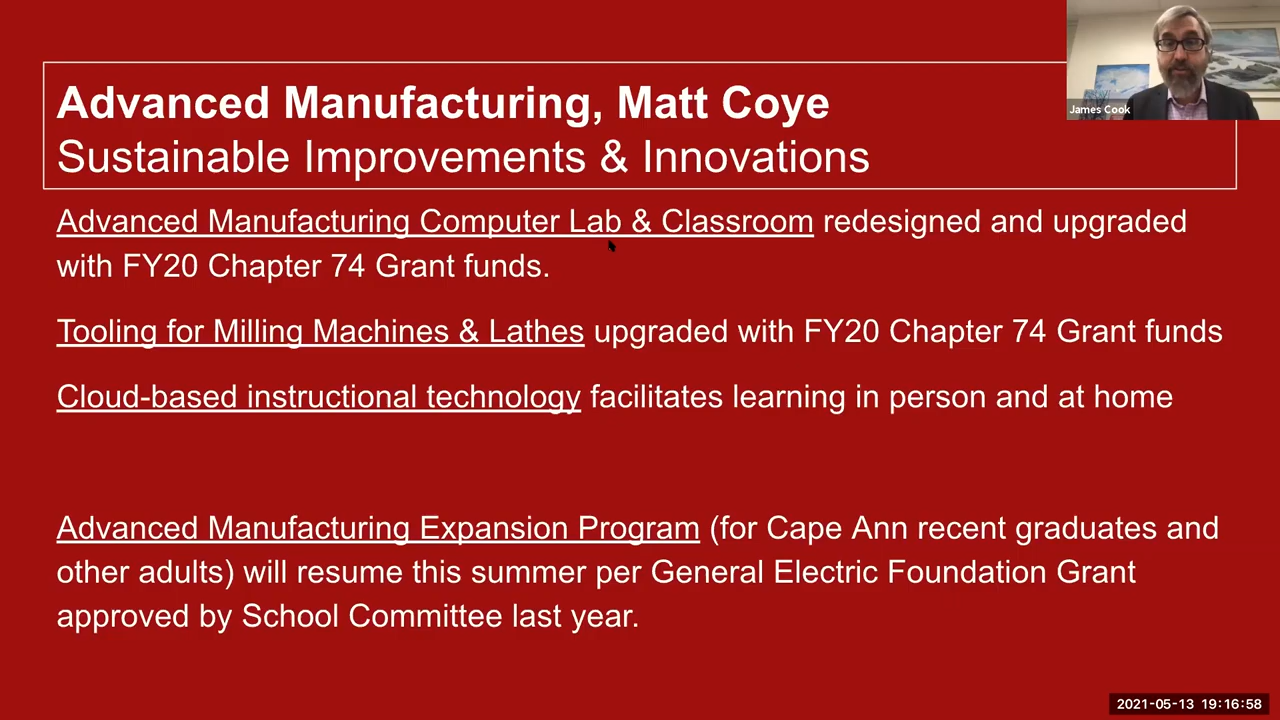 Advanced Manufacturing, Matt Coye
Sustainable Improvements & Innovations
James Cook
Advanced Manufacturing Computer Lab & Classroom redesigned and upgraded
with FY20 Chapter 74 Grant funds.
Tooling for Milling Machines & Lathes upgraded with FY20 Chapter 74 Grant funds
Cloud-based instructional technology facilitates learning in person and at home
Advanced Manufacturing Expansion Program (for Cape Ann recent graduates and
other adults) will resume this summer per General Electric Foundation Grant
approved by School Committee last year.
2021-05-13 19:16:58